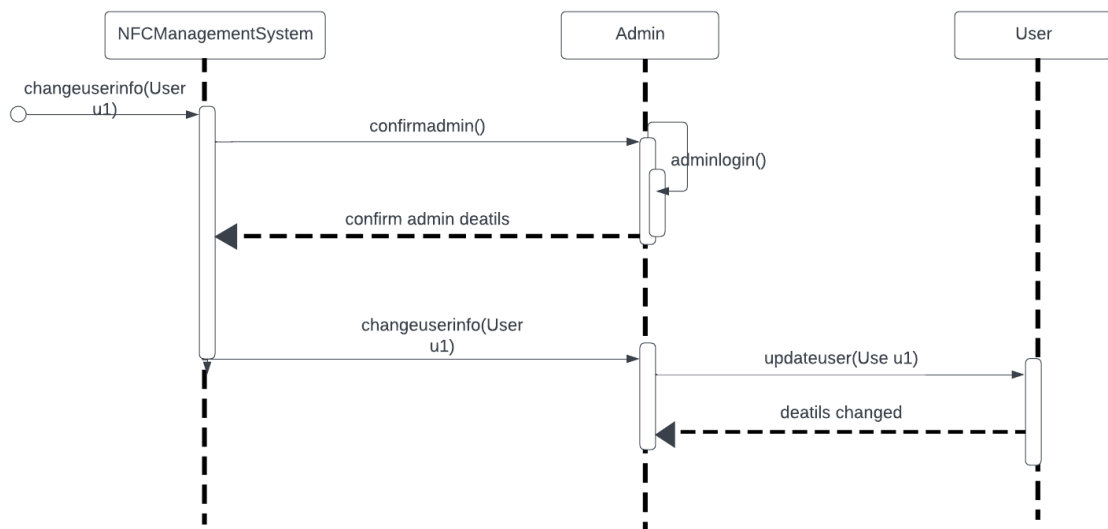 NFCManagementSystem
Admin
User
changeuserinfo(User
u1)
confirmadmin()
adminlogin()
confirm admin deatils
changeuserinfo(User
u1)
updateuser(Use u1)
deatils changed